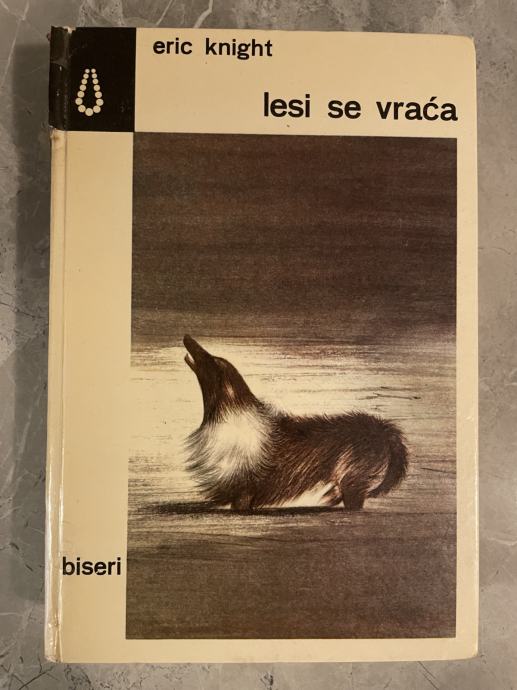 eric knight
lesi se vraća
biseri